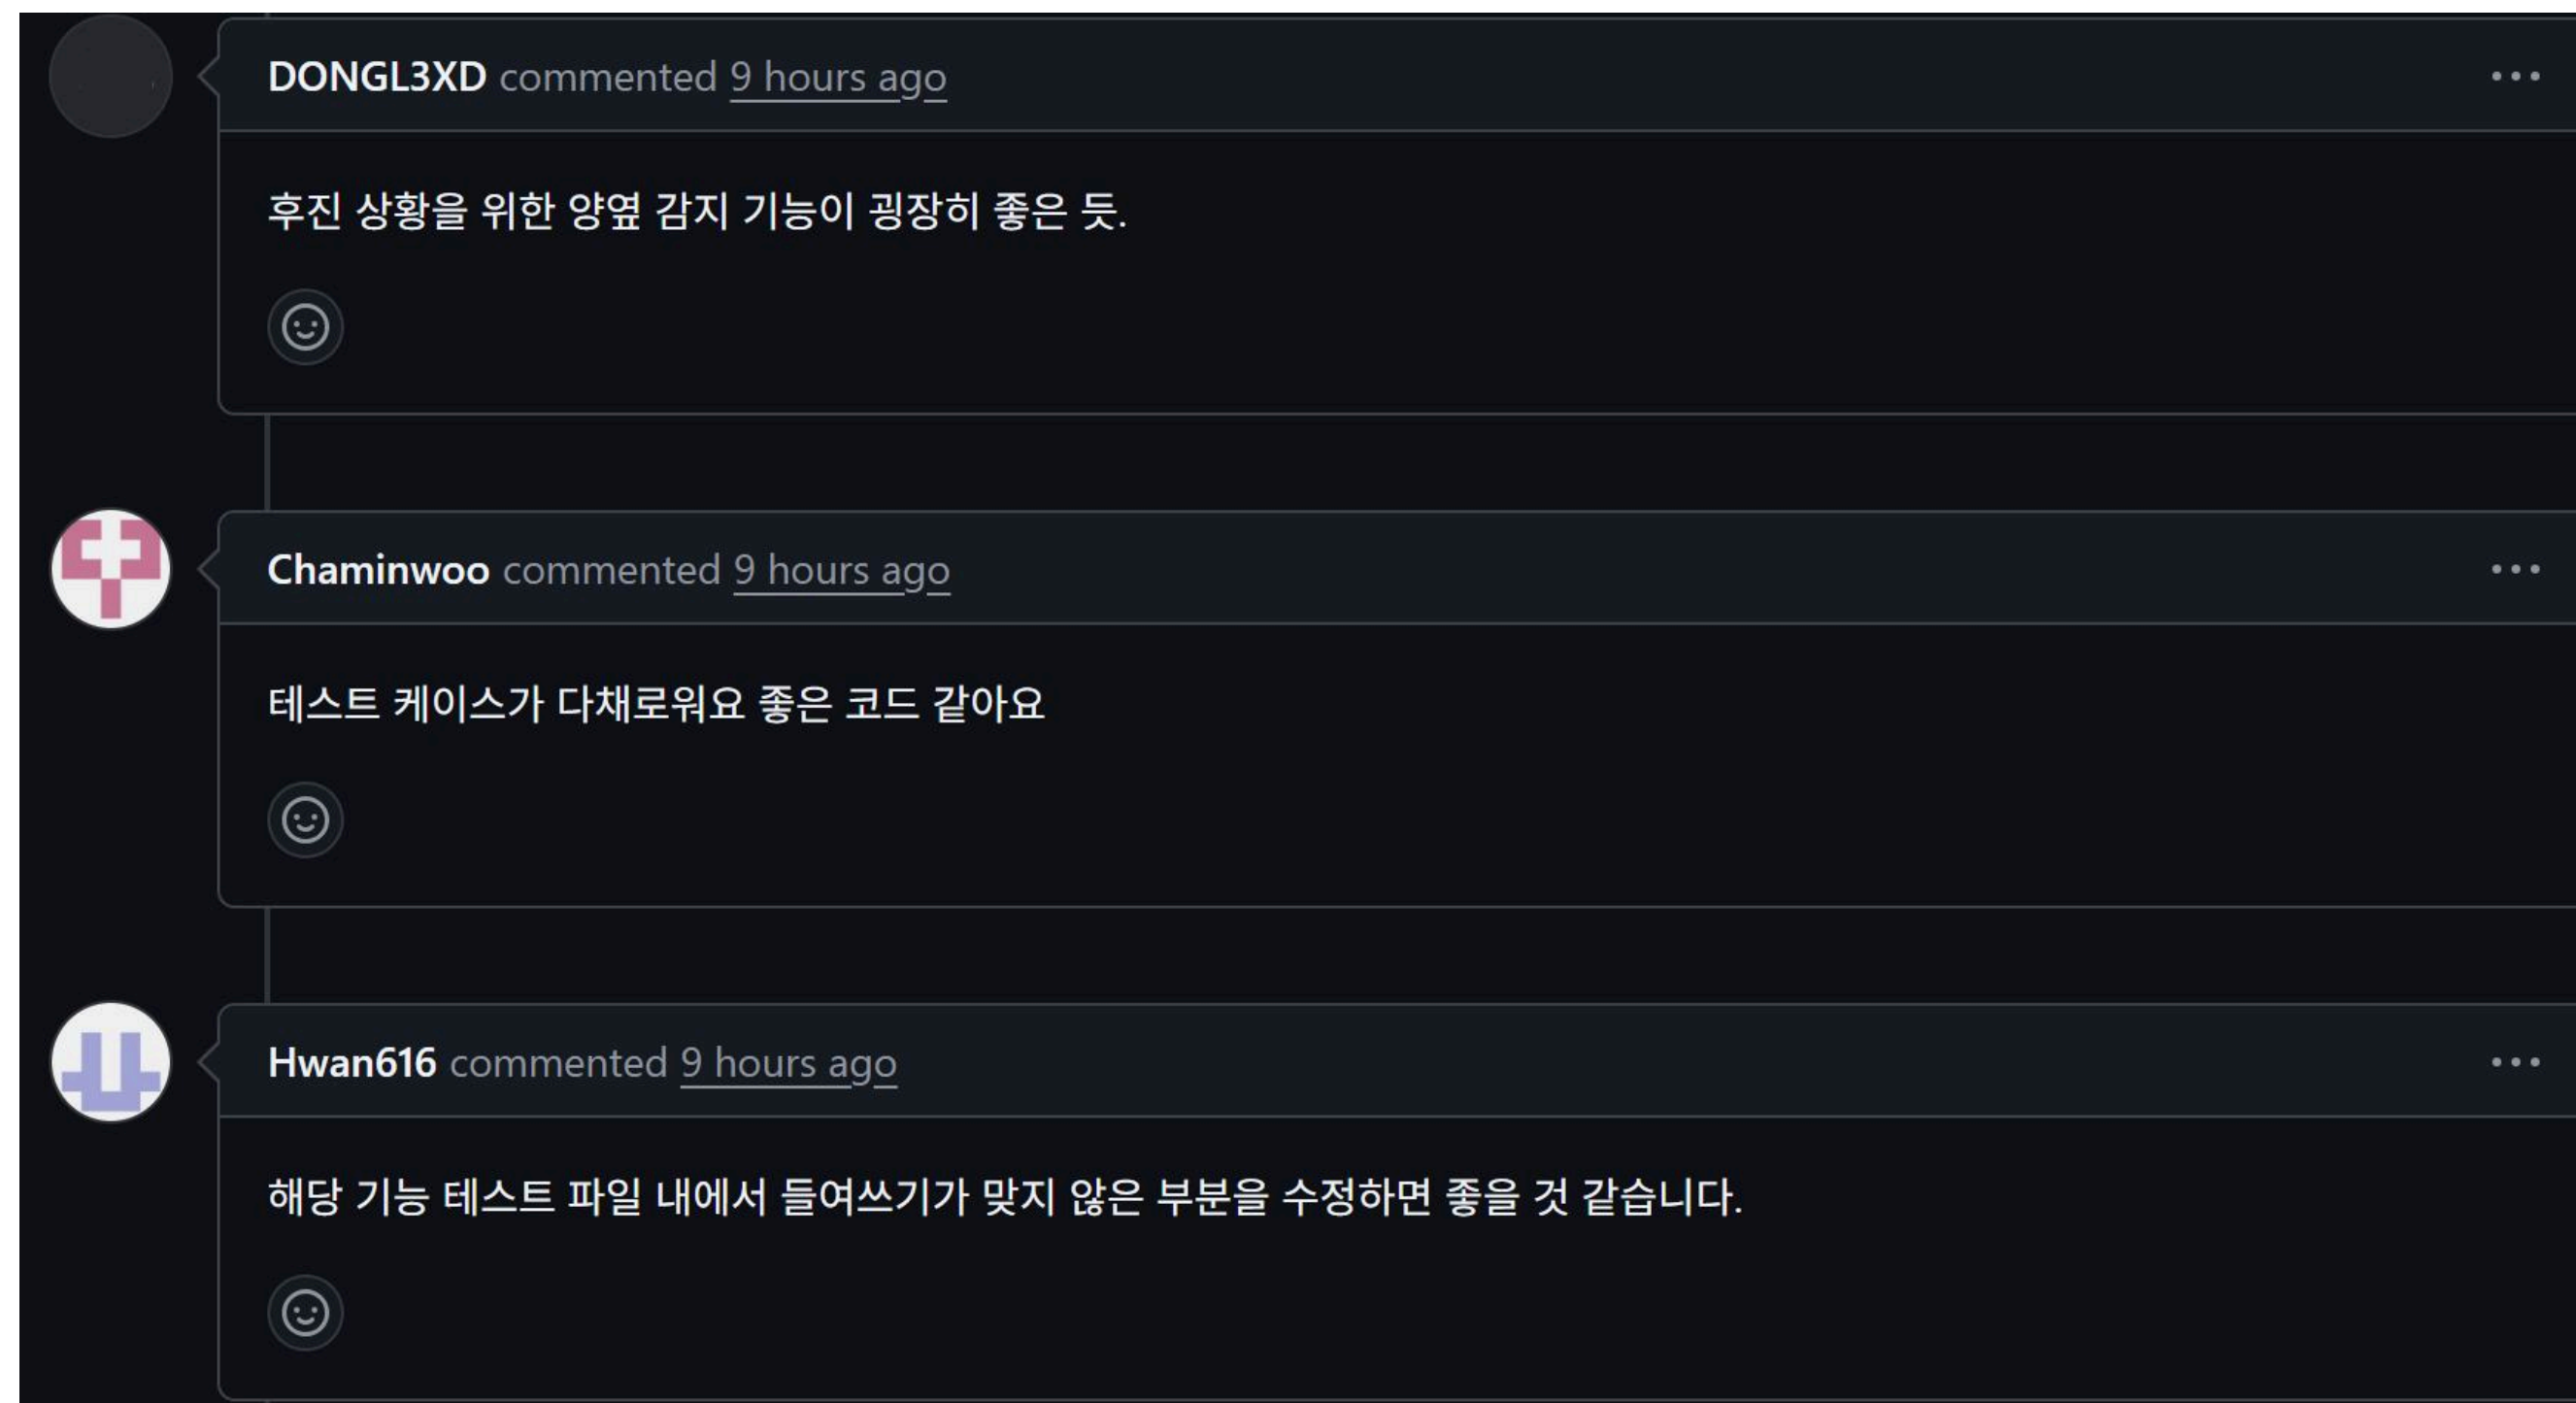 DONGL3XD commented 9 hours ago
후진 상황을 위한 양옆 감지 기능이 굉장히 좋은 듯.
Chaminwoo commented 9 hours ago
테스트 케이스가 다채로워요 좋은 코드 같아요
Hwan616 commented 9 hours ago
해당 기능 테스트 파일 내에서 들여쓰기가 맞지 않은 부분을 수정하면 좋을 것 같습니다.